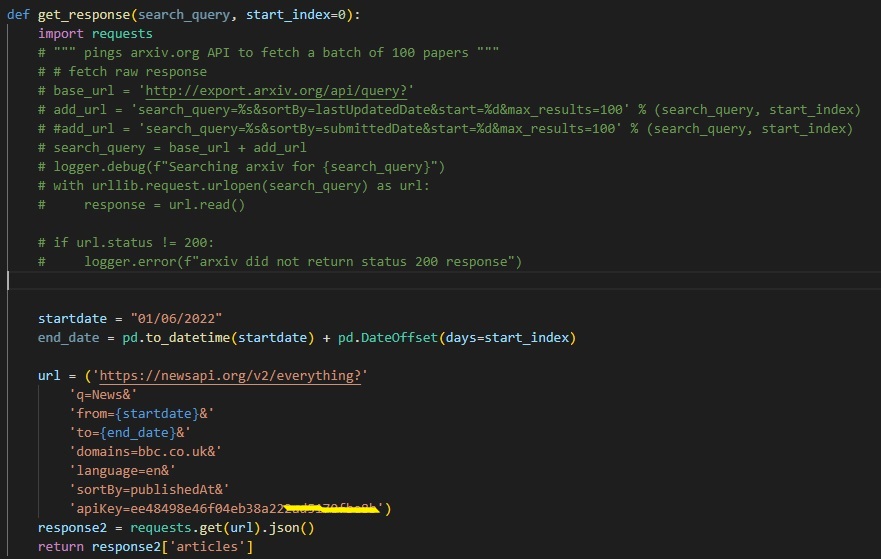 def get_response(search_query, start_index=0):
    import requests
    # """ pings arxiv.org API to fetch a batch of 100 papers """
    # # fetch raw response
    # base_url = 'http://export.arxiv.org/api/query?'
    # add_url = 'search_query=%s&sortBy=lastUpdatedDate&start=%d&max_results=100' % (search_query, start_index)
    # #add_url = 'search_query=%s&sortBy=submittedDate&start=%d&max_results=100' % (search_query, start_index)
    # search_query = base_url + add_url
    # logger.debug(f"Searching arxiv for {search_query}")
    # with urllib.request.urlopen(search_query) as url:
    #     response = url.read()
    # if url.status != 200:
    #     logger.error(f"arxiv did not return status 200 response")
    startdate = "01/06/2022"
    end_date = pd.to_datetime(startdate) + pd.DateOffset(days=start_index)
    url = ('https://newsapi.org/v2/everything?'
        'q=News&'
        'from={startdate}&'
        'to={end_date}&'
        'domains=bbc.co.uk&'
        'language=en&'
        'sortBy=publishedAt&'
        'apiKey=ee48498e46f04eb38a22 ')
    response2 = requests.get(url).json()
    return response2['articles']